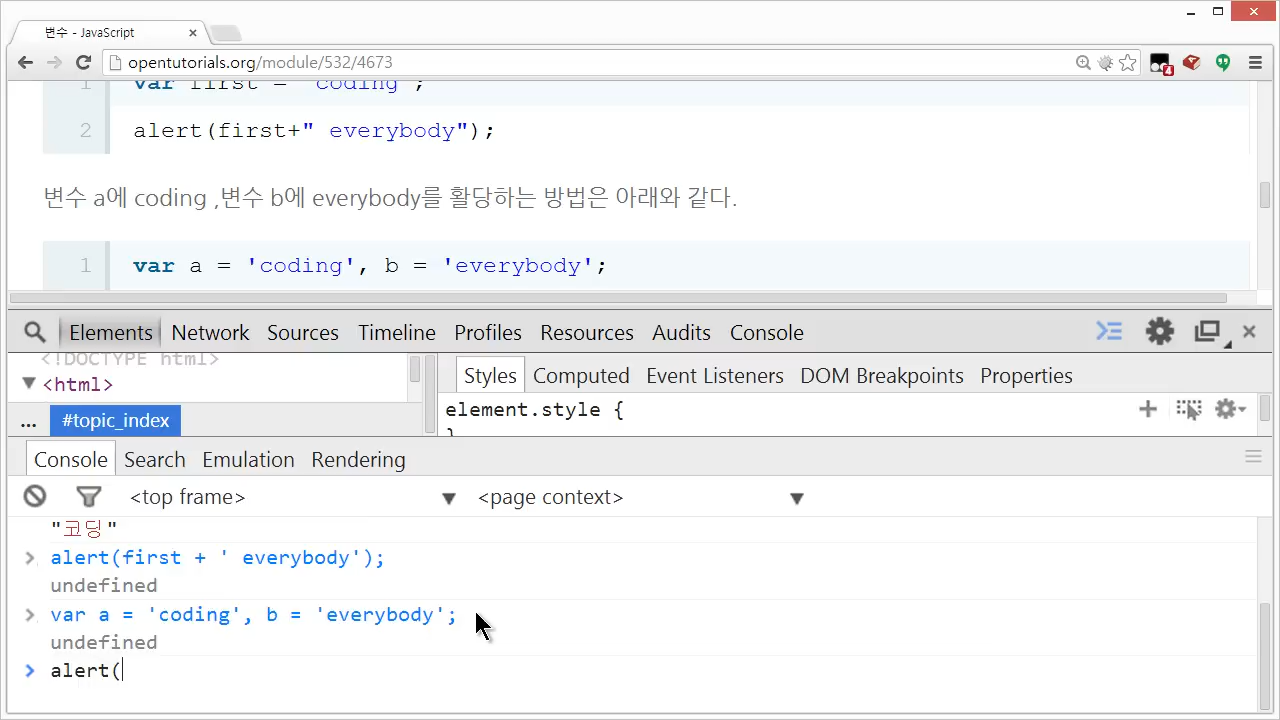 변수 - JavaScript
opentutorials.org/module/532/4673
4
1 var first = 'coding';
2 alert(first+" everybody");
변수 a에 coding ,변수 b에 everybody를 활당하는 방법은 아래와 같다.
1 var a = 'coding', b = 'everybody';
Elements Network Sources Timeline Profiles Resources Audits Console
<!DOCTYPE html>
<html>
... #topic_index
Styles Computed Event Listeners DOM Breakpoints Properties
element.style {
}
Console Search Emulation Rendering
<top frame> <page context>
"코딩"
> alert(first + ' everybody');
undefined
> var a = 'coding', b = 'everybody';
undefined
> alert(